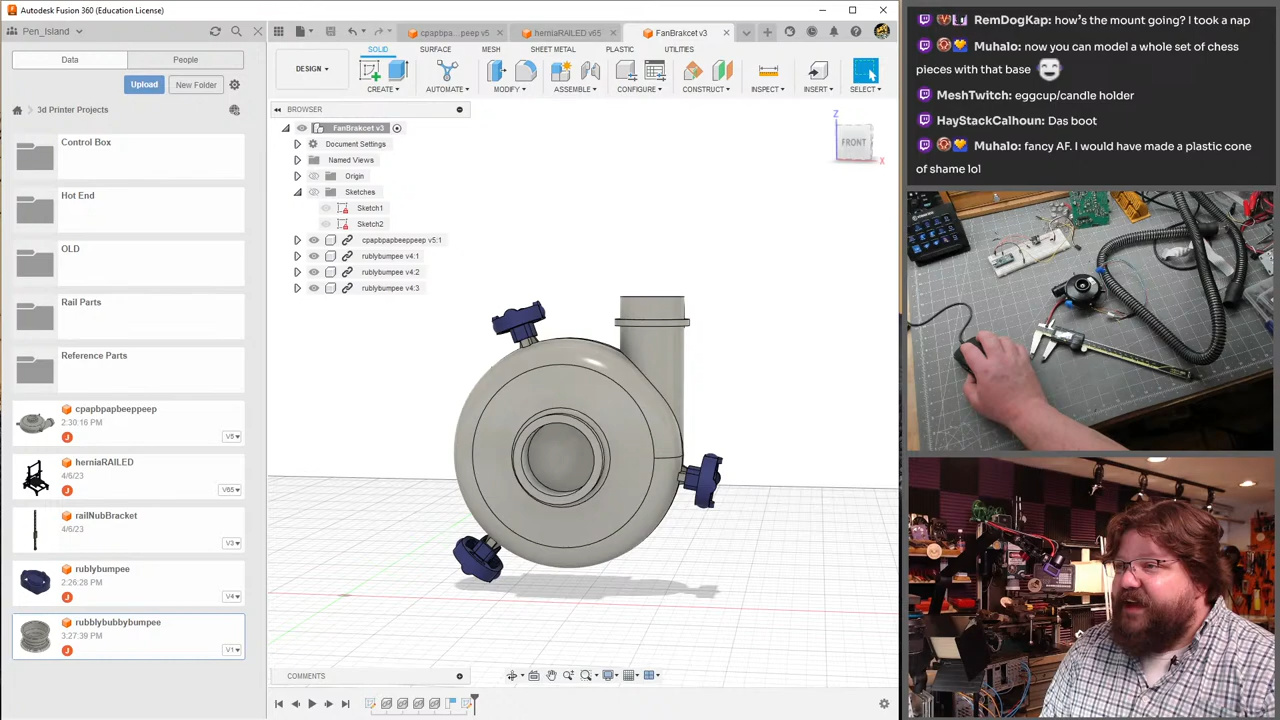 Autodesk Fusion 360 (Education License)
Pen_Island
cpapbpa...peep v5
herniaRAILED v65
FanBrakcet v3
Data
People
Upload
New Folder
3d Printer Projects
Control Box
Hot End
OLD
Rail Parts
Reference Parts
cpapbpapbeeppeep
2:30:16 PM
V5
herniaRAILED
4/6/23
V65
railNubBracket
4/6/23
V3
rublybumpee
2:26:28 PM
V4
rubblybubbybumpee
3:27:39 PM
V1
SOLID
SURFACE
MESH
SHEET METAL
PLASTIC
UTILITIES
DESIGN
CREATE
AUTOMATE
MODIFY
ASSEMBLE
CONFIGURE
CONSTRUCT
INSPECT
INSERT
SELECT
BROWSER
FanBrakcet v3
Document Settings
Named Views
Origin
Sketches
Sketch1
Sketch2
cpapbpapbeeppeep v5:1
rublybumpee v4:1
rublybumpee v4:2
rublybumpee v4:3
Z
FRONT
X
COMMENTS
RemDogKap: how's the mount going? I took a nap
Muhalo: now you can model a whole set of chess
pieces with that base
MeshTwitch: eggcup/candle holder
HayStackCalhoun: Das boot
Muhalo: fancy AF. I would have made a plastic cone
of shame lol